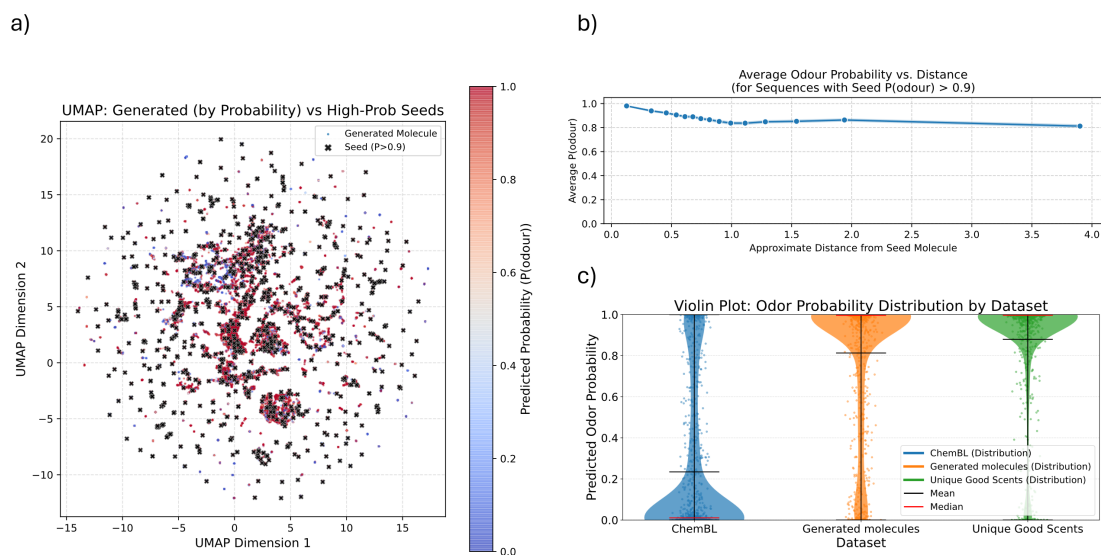 a)
UMAP: Generated (by Probability) vs High-Prob Seeds
Generated Molecule
Seed (P>0.9)
UMAP Dimension 2
20
15
10
5
0
−5
−10
−15
−10
−5
0
5
10
15
UMAP Dimension 1
1.0
0.8
0.6
0.4
0.2
0.0
Predicted Probability (P(odour))
b)
Average Odour Probability vs. Distance
(for Sequences with Seed P(odour) > 0.9)
Average P(odour)
1.0
0.8
0.6
0.4
0.2
0.0
0.0
0.5
1.0
1.5
2.0
2.5
3.0
3.5
4.0
Approximate Distance from Seed Molecule
c)
Violin Plot: Odor Probability Distribution by Dataset
Predicted Odor Probability
1.0
0.8
0.6
0.4
0.2
0.0
ChemBL (Distribution)
Generated molecules (Distribution)
Unique Good Scents (Distribution)
Mean
Median
ChemBL
Generated molecules
Unique Good Scents
Dataset